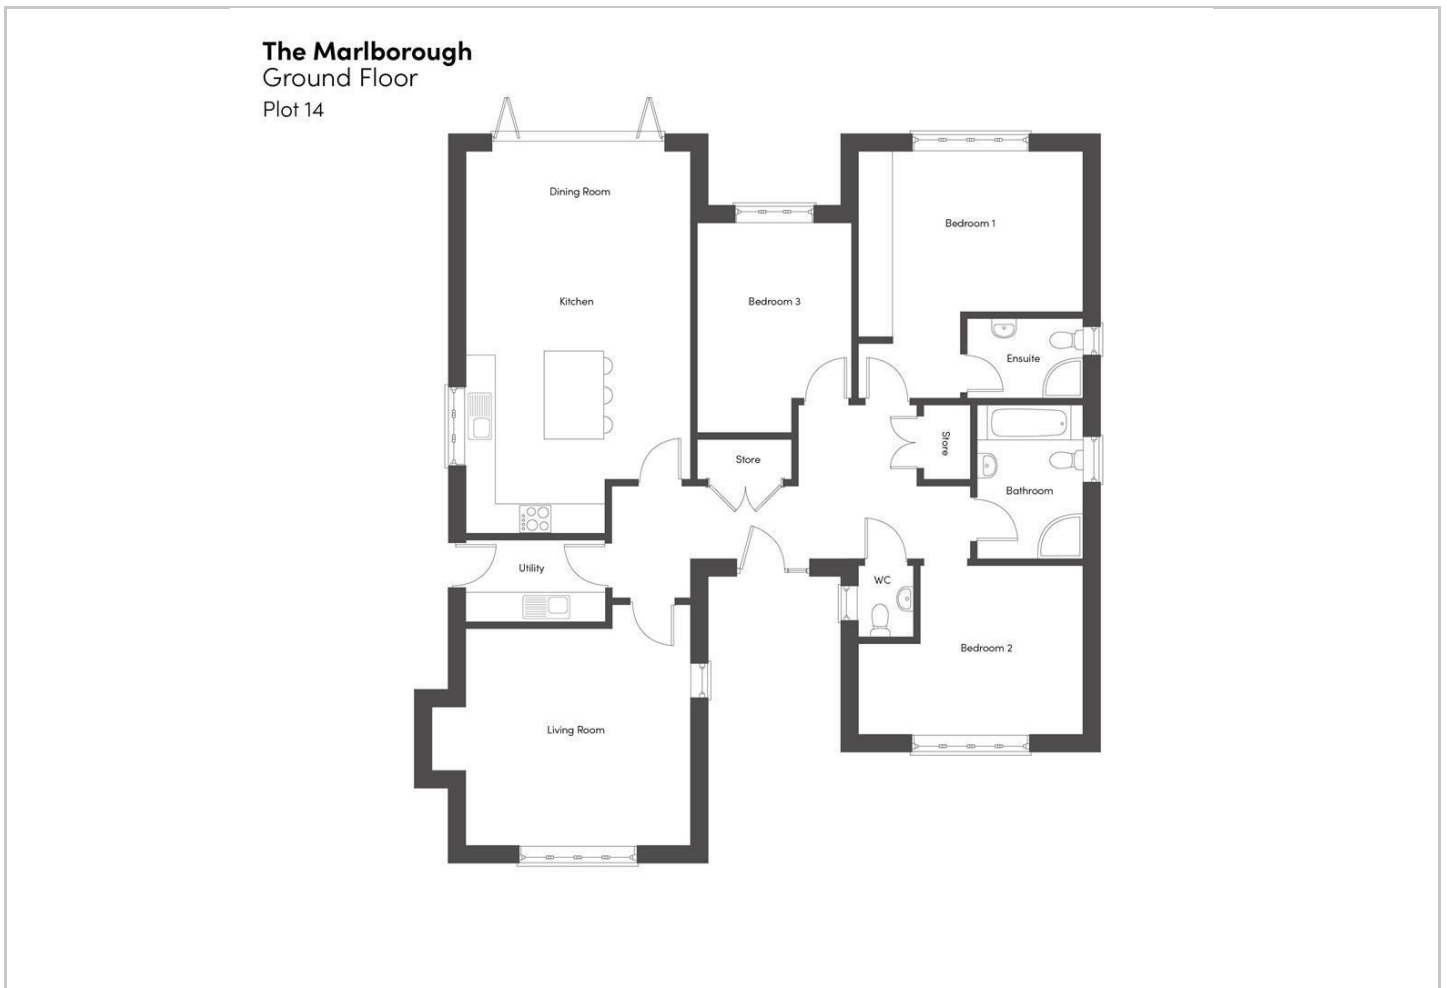 The Marlborough
Ground Floor
Plot 14
Dining Room
Bedroom 1
Kitchen
Bedroom 3
Ensuite
Store
Store
Bathroom
Utility
WC
Bedroom 2
Living Room